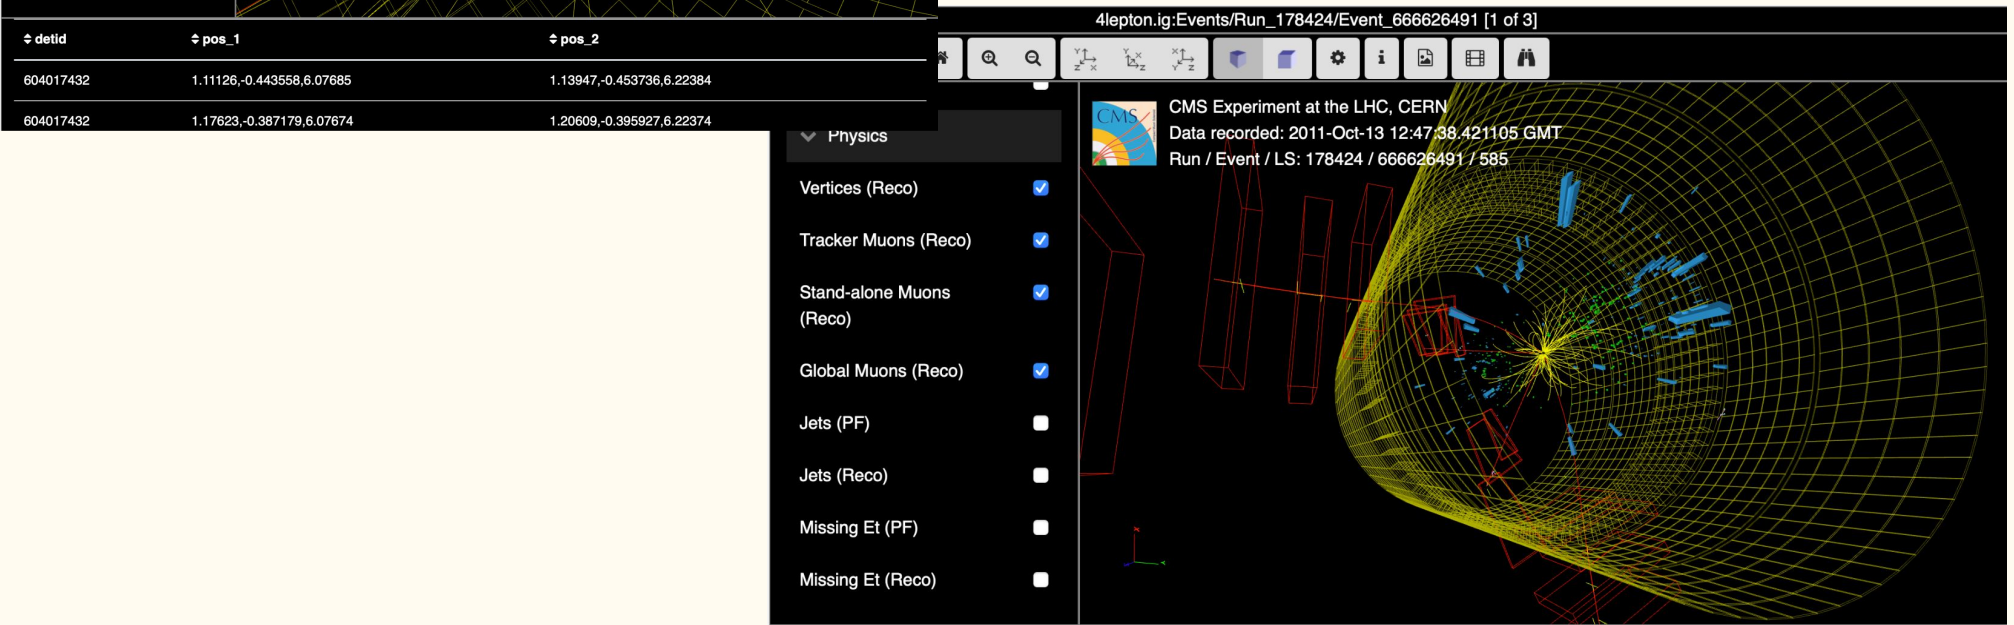 detid pos_1 pos_2
604017432 1.11126,-0.443558,6.07685 1.13947,-0.453736,6.22384
604017432 1.17623,-0.387179,6.07674 1.20609,-0.395927,6.22374
4lepton.ig:Events/Run_178424/Event_666626491 [1 of 3]
Physics
Vertices (Reco)
Tracker Muons (Reco)
Stand-alone Muons
(Reco)
Global Muons (Reco)
Jets (PF)
Jets (Reco)
Missing Et (PF)
Missing Et (Reco)
CMS
CMS Experiment at the LHC, CERN
Data recorded: 2011-Oct-13 12:47:38.421105 GMT
Run / Event / LS: 178424 / 666626491 / 585